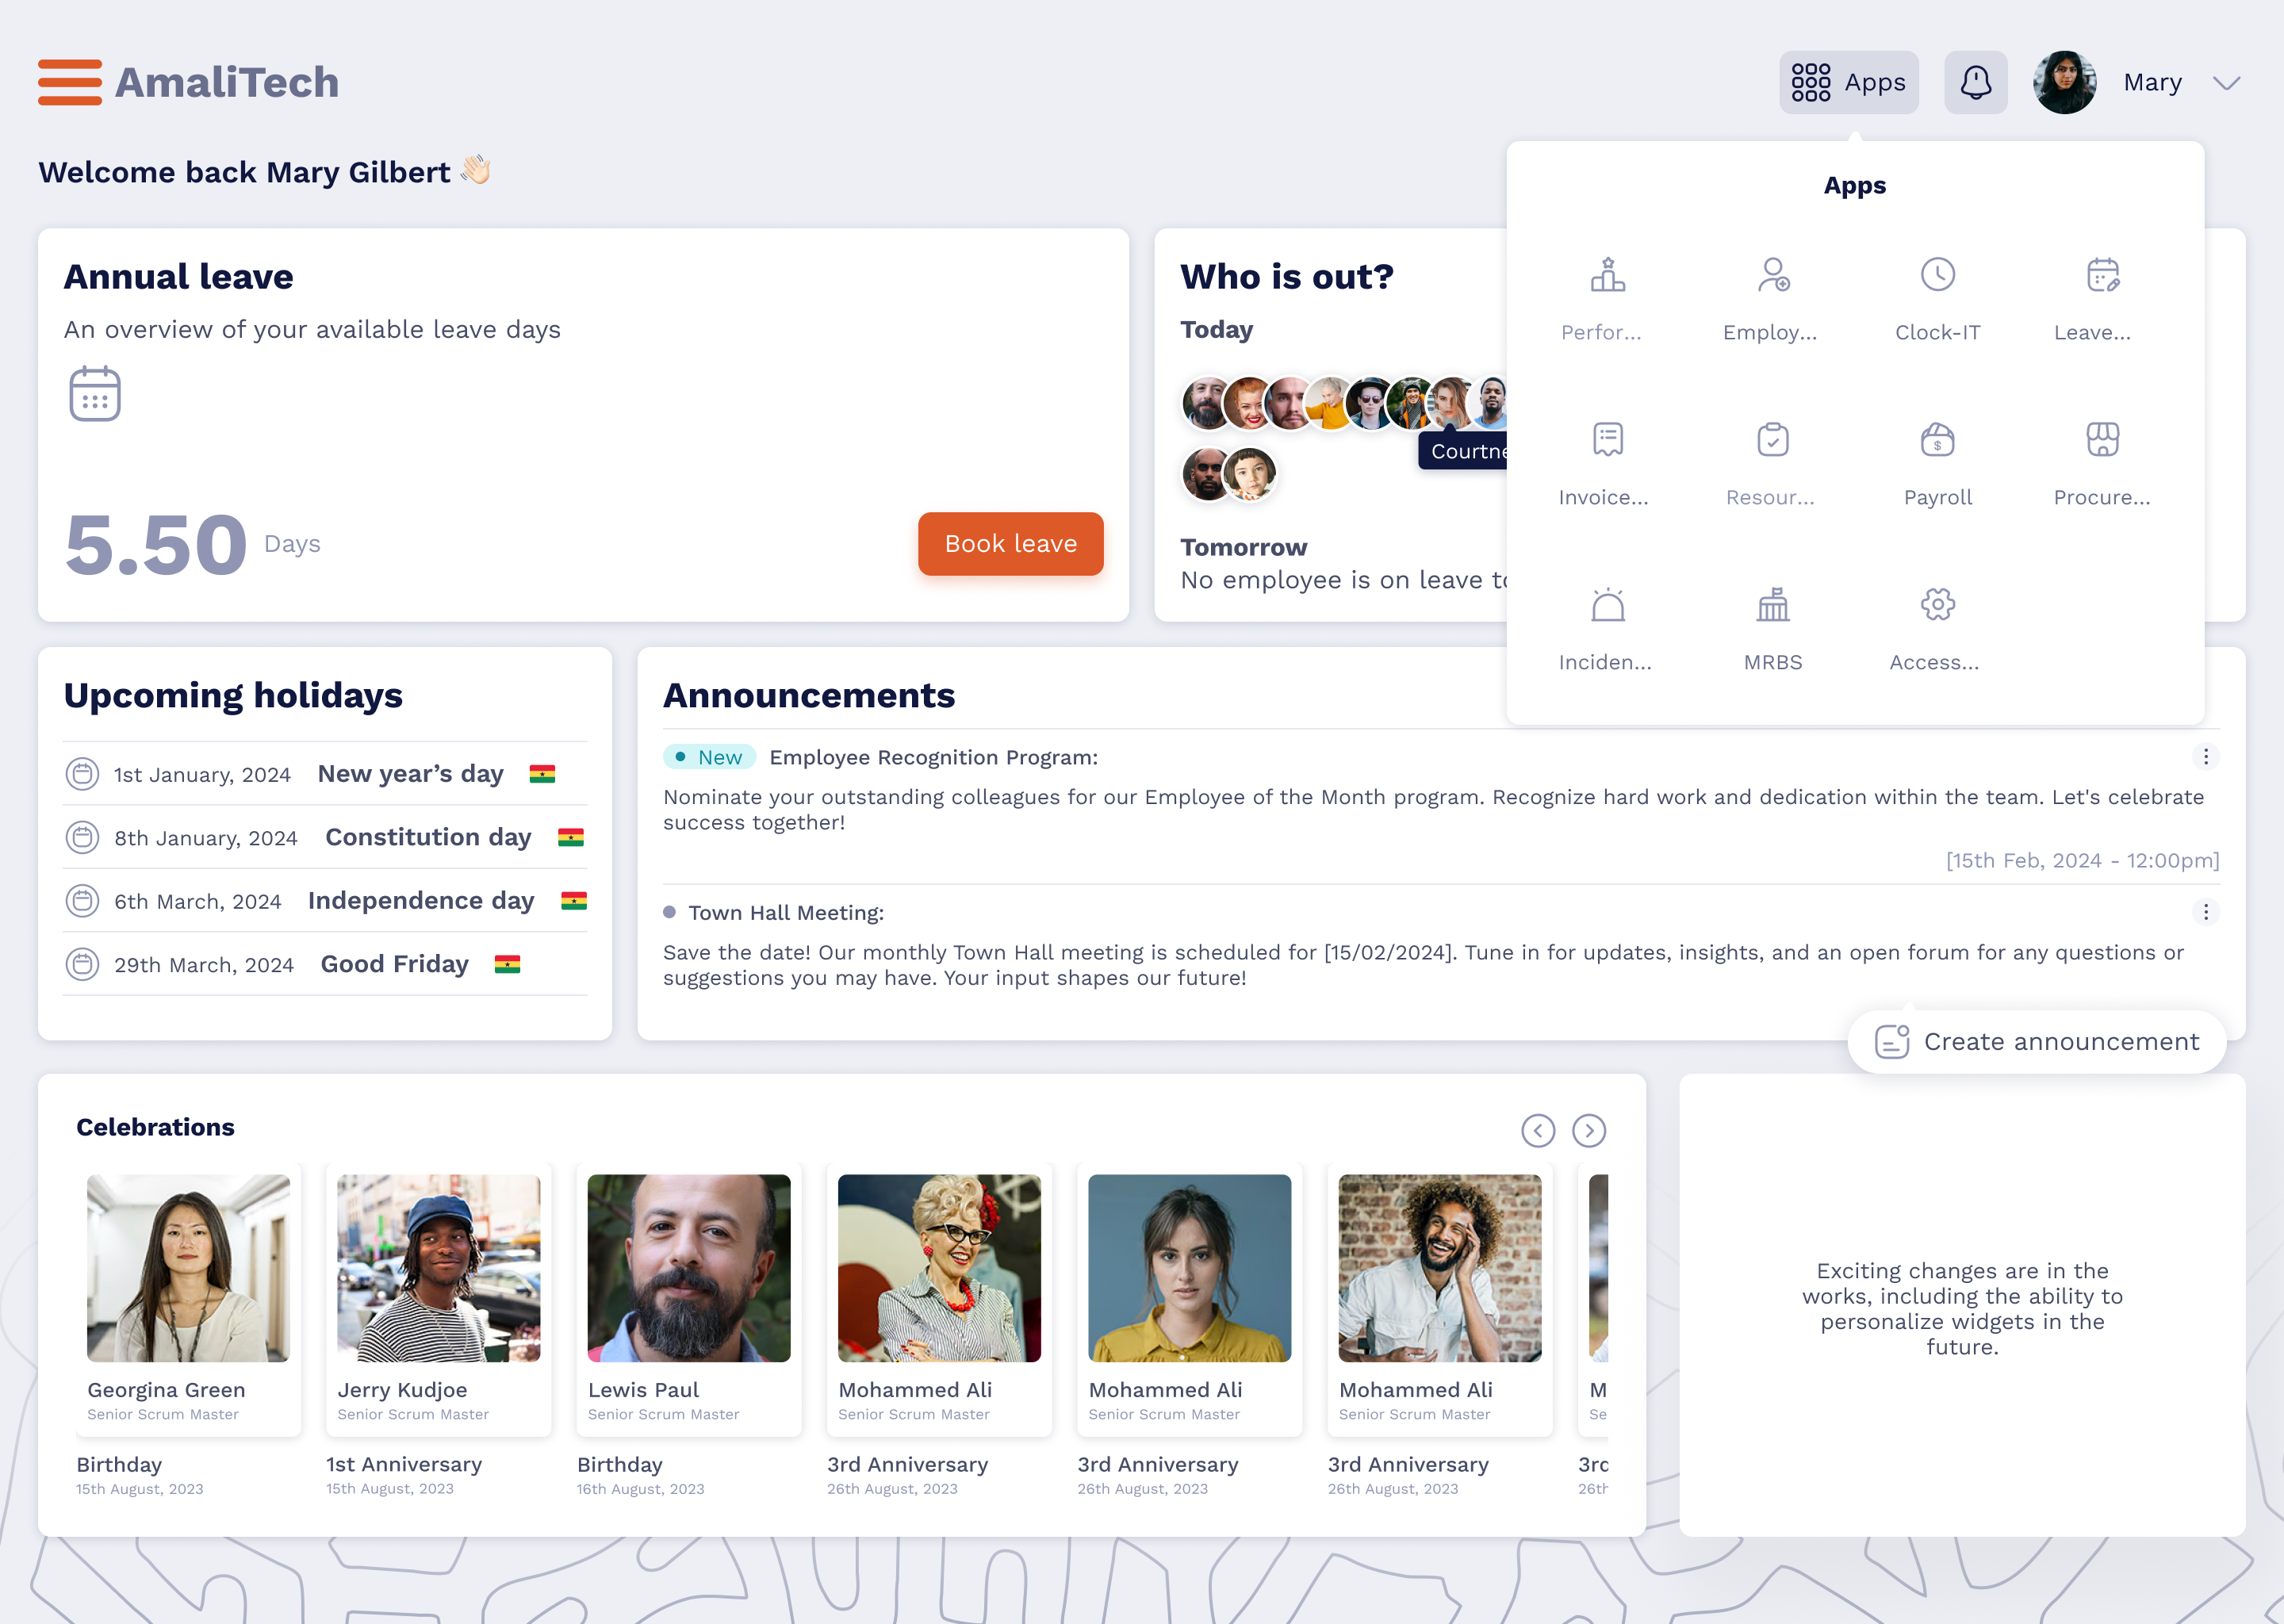 AmaliTech
Apps
Mary
Welcome back Mary Gilbert 👋🏻
Apps
Perfor...
Employ...
Clock-IT
Leave...
Invoice...
Resour...
Payroll
Procure...
Inciden...
MRBS
Access...
Annual leave
An overview of your available leave days
5.50 Days
Book leave
Who is out?
Today
Courtne
Tomorrow
No employee is on leave to
Upcoming holidays
1st January, 2024 New year’s day
8th January, 2024 Constitution day
6th March, 2024 Independence day
29th March, 2024 Good Friday
Announcements
New Employee Recognition Program:
Nominate your outstanding colleagues for our Employee of the Month program. Recognize hard work and dedication within the team. Let's celebrate
success together!
[15th Feb, 2024 - 12:00pm]
Town Hall Meeting:
Save the date! Our monthly Town Hall meeting is scheduled for [15/02/2024]. Tune in for updates, insights, and an open forum for any questions or
suggestions you may have. Your input shapes our future!
Create announcement
Celebrations
Georgina Green
Senior Scrum Master
Birthday
15th August, 2023
Jerry Kudjoe
Senior Scrum Master
1st Anniversary
15th August, 2023
Lewis Paul
Senior Scrum Master
Birthday
16th August, 2023
Mohammed Ali
Senior Scrum Master
3rd Anniversary
26th August, 2023
Mohammed Ali
Senior Scrum Master
3rd Anniversary
26th August, 2023
Mohammed Ali
Senior Scrum Master
3rd Anniversary
26th August, 2023
M
Se
3rd
26th
Exciting changes are in the
works, including the ability to
personalize widgets in the
future.